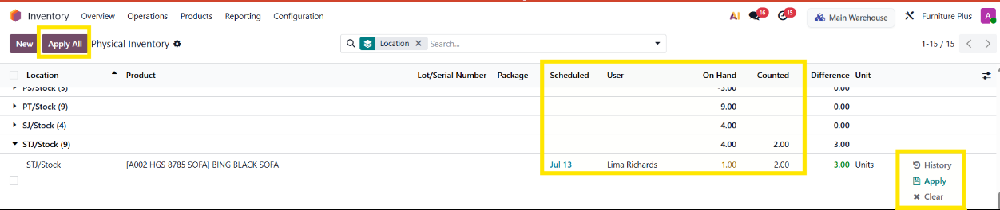 Inventory Overview Operations Products Reporting Configuration AI 16 15 Main Warehouse Furniture Plus A
New Apply All Physical Inventory Location Search... 1-15 / 15
Location Product Lot/Serial Number Package Scheduled User On Hand Counted Difference Unit
PS/Stock (5) -3.00 0.00
PT/Stock (9) 9.00 0.00
SJ/Stock (4) 4.00 0.00
STJ/Stock (9) 4.00 2.00 3.00
STJ/Stock [A002 HGS 8785 SOFA] BING BLACK SOFA Jul 13 Lima Richards -1.00 2.00 3.00 Units History
Apply
Clear